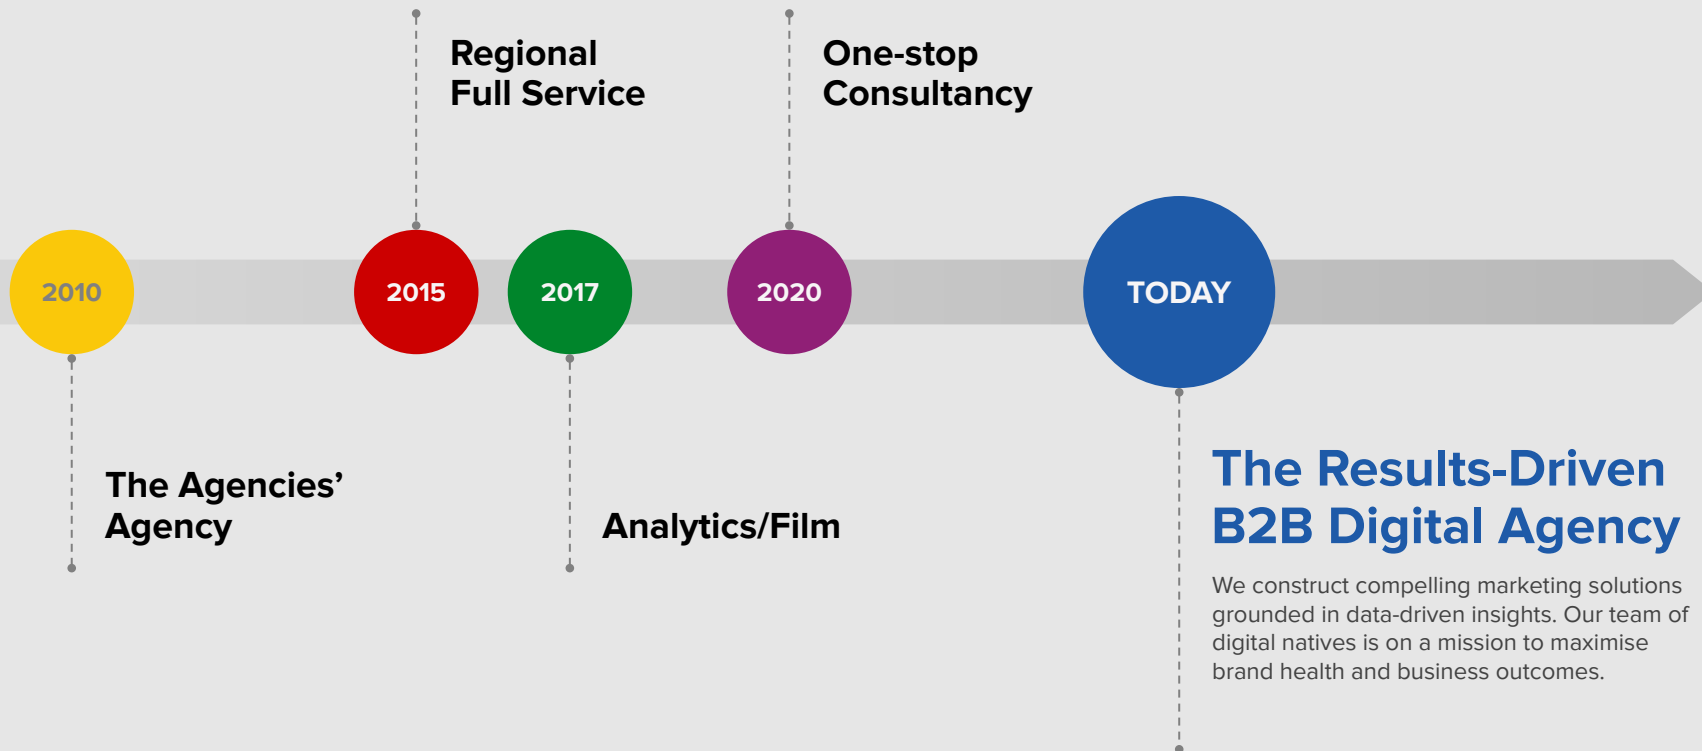 Regional
Full Service
One-stop
Consultancy
2010
2015
2017
2020
TODAY
The Agencies’
Agency
Analytics/Film
The Results-Driven
B2B Digital Agency
We construct compelling marketing solutions
grounded in data-driven insights. Our team of
digital natives is on a mission to maximise
brand health and business outcomes.